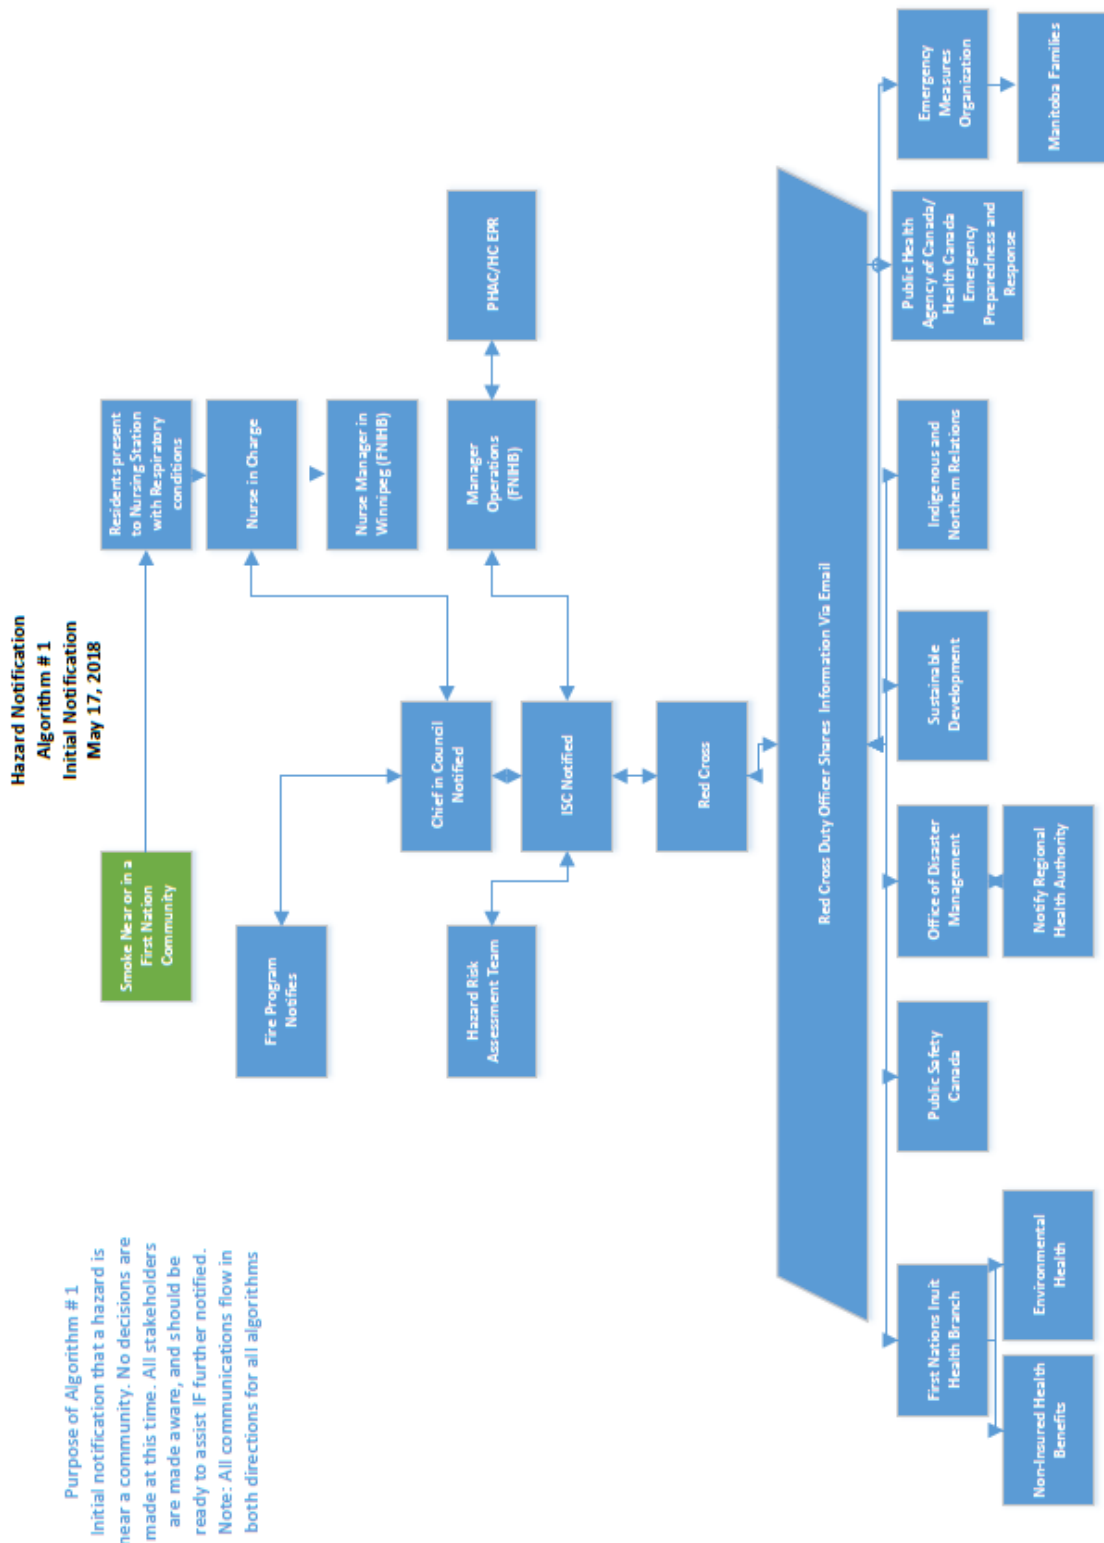 Hazard Notification
Algorithm # 1
Initial Notification
May 17, 2018
Purpose of Algorithm # 1
Initial notification that a hazard is
near a community. No decisions are
made at this time. All stakeholders
are made aware, and should be
ready to assist IF further notified.
Note: All communications flow in
both directions for all algorithms
Smoke Near or in a
First Nation
Community
Residents present
to Nursing Station
with Respiratory
conditions
Fire Program
Notifies
Nurse in Charge
Nurse Manager in
Winnipeg (FNIHB)
Chief in Council
Notified
Hazard Risk
Assessment Team
ISC Notified
Manager
Operations
(FNIHB)
PHAC/HC EPR
Red Cross
Red Cross Duty Officer Shares Information Via Email
First Nations Inuit
Health Branch
Public Safety
Canada
Office of Disaster
Management
Sustainable
Development
Indigenous and
Northern Relations
Public Health
Agency of Canada/
Health Canada
Emergency
Preparedness and
Response
Emergency
Measures
Organization
Non-Insured Health
Benefits
Environmental
Health
Notify Regional
Health Authority
Manitoba Families